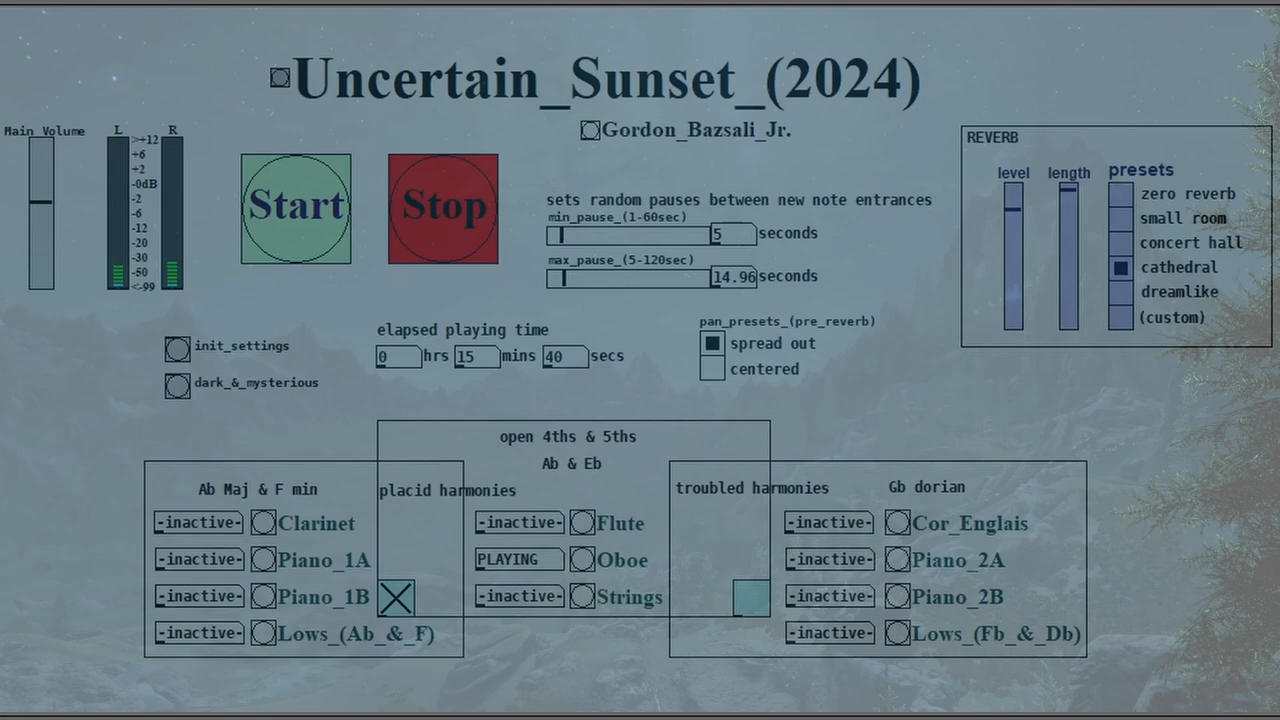 Uncertain_Sunset_(2024)
Gordon_Bazsali_Jr.
Main Volume
L
R
>+12
+6
+2
-0dB
-2
-6
-12
-20
-30
-50
<-99
Start
Stop
sets random pauses between new note entrances
min_pause_(1-60sec)
5 seconds
max_pause_(5-120sec)
14.96 seconds
REVERB
level
length
presets
zero reverb
small room
concert hall
cathedral
dreamlike
(custom)
init_settings
dark_&_mysterious
elapsed playing time
0 hrs 15 mins 40 secs
pan_presets_(pre_reverb)
spread out
centered
open 4ths & 5ths
Ab & Eb
Ab Maj & F min
placid harmonies
troubled harmonies
Gb dorian
-inactive- Clarinet
-inactive- Piano_1A
-inactive- Piano_1B
-inactive- Lows_(Ab_&_F)
-inactive- Flute
PLAYING Oboe
-inactive- Strings
-inactive- Cor_Englais
-inactive- Piano_2A
-inactive- Piano_2B
-inactive- Lows_(Fb_&_Db)